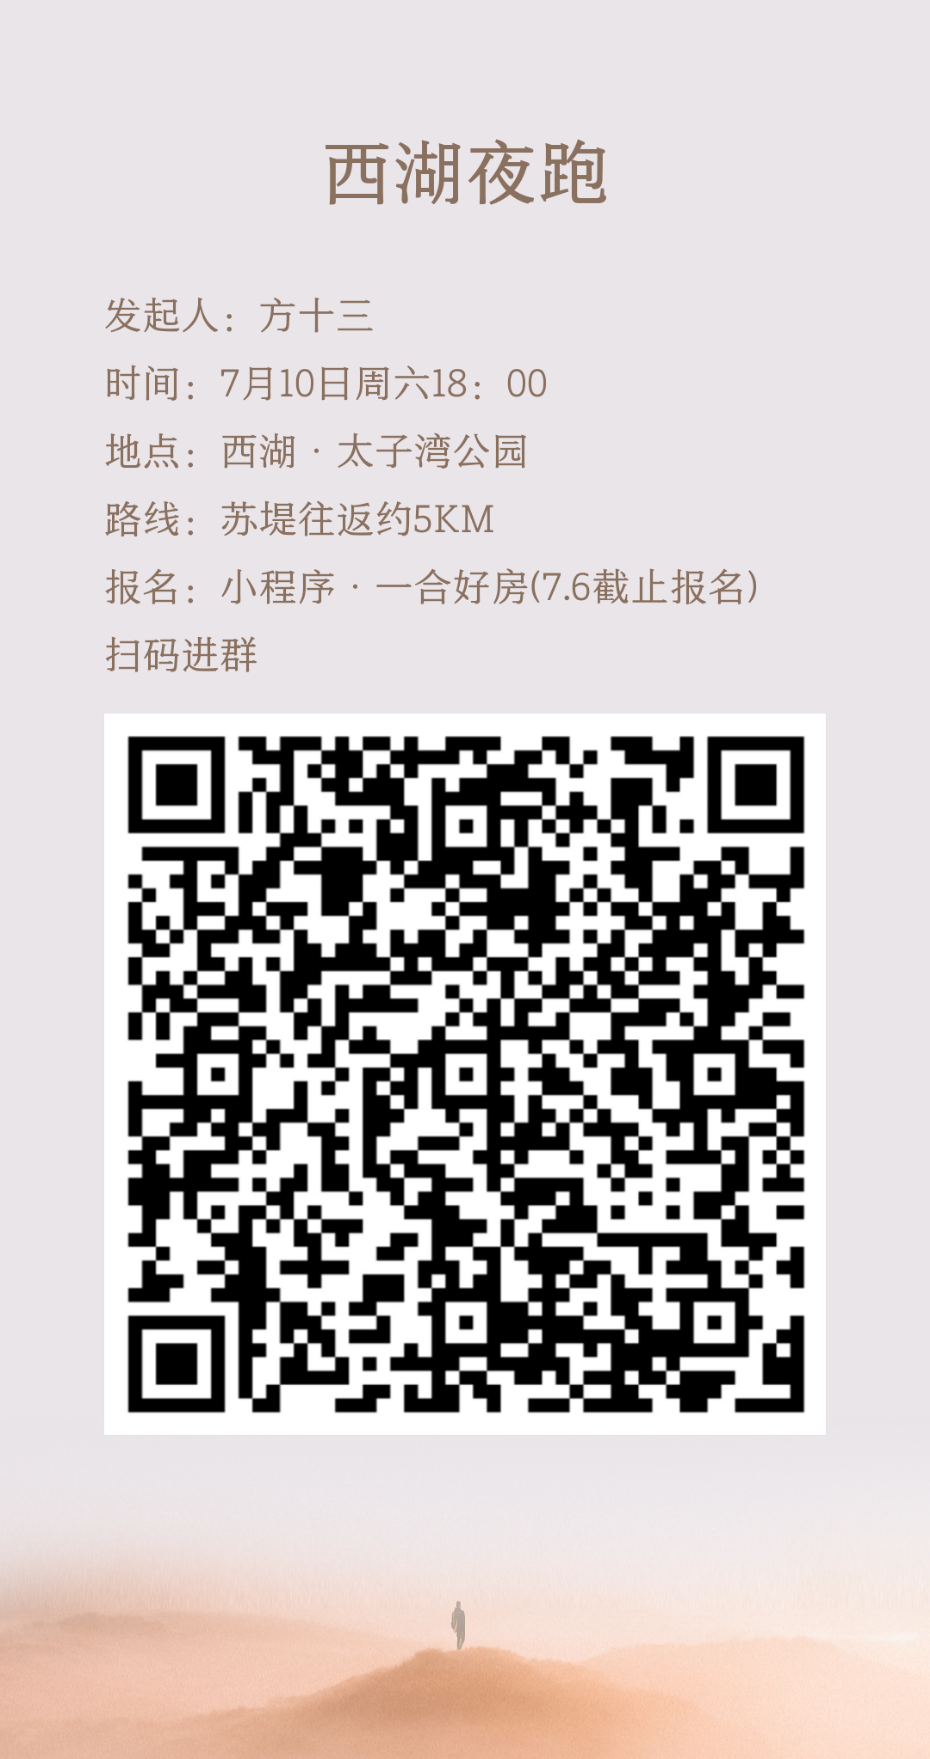 西湖夜跑
发起人：方十三
时间：7月10日周六18：00
地点：西湖 · 太子湾公园
路线：苏堤往返约5KM
报名：小程序 · 一合好房(7.6截止报名)
扫码进群